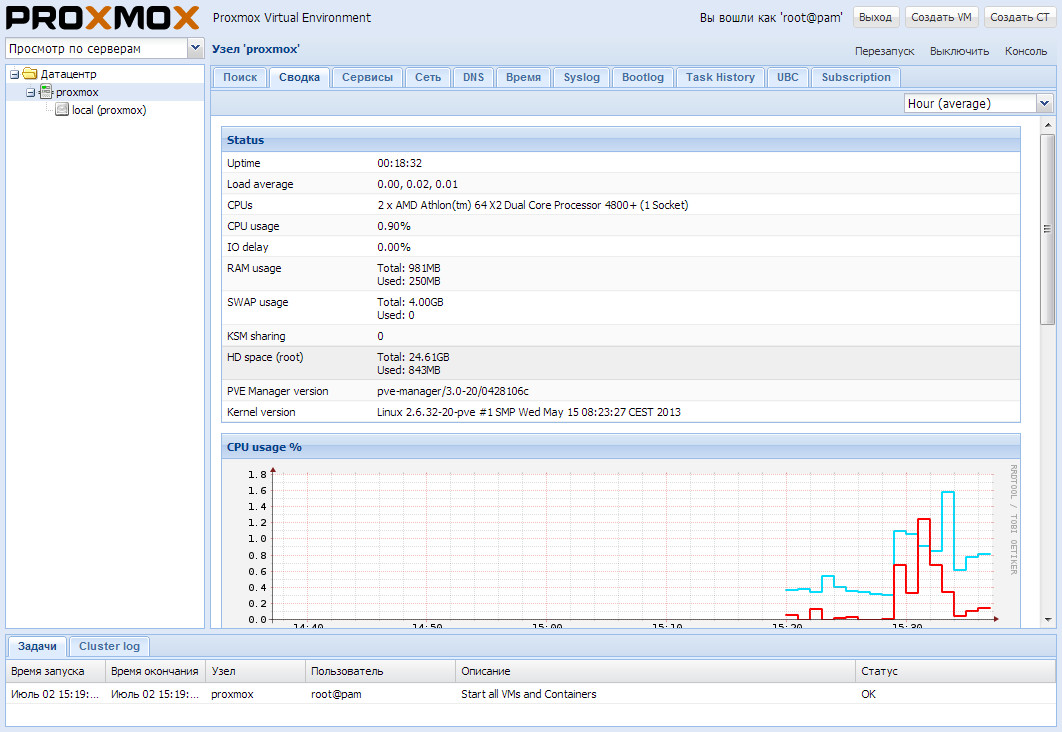 PROXMOX Proxmox Virtual Environment Вы вошли как 'root@pam' Выход Создать VM Создать CT
Просмотр по серверам Узел 'proxmox' Перезапуск Выключить Консоль
Датацентр
proxmox
local (proxmox)
Поиск Сводка Сервисы Сеть DNS Время Syslog Bootlog Task History UBC Subscription
Hour (average)
Status
Uptime 00:18:32
Load average 0.00, 0.02, 0.01
CPUs 2 x AMD Athlon(tm) 64 X2 Dual Core Processor 4800+ (1 Socket)
CPU usage 0.90%
IO delay 0.00%
RAM usage Total: 981MB
Used: 250MB
SWAP usage Total: 4.00GB
Used: 0
KSM sharing 0
HD space (root) Total: 24.61GB
Used: 843MB
PVE Manager version pve-manager/3.0-20/0428106c
Kernel version Linux 2.6.32-20-pve #1 SMP Wed May 15 08:23:27 CEST 2013
CPU usage %
1.8
1.6
1.4
1.2
1.0
0.8
0.6
0.4
0.2
0.0
14:40 14:50 15:00 15:10 15:20 15:30
RRDTOOL / TOBI OETIKER
Задачи Cluster log
Время запуска Время окончания Узел Пользователь Описание Статус
Июль 02 15:19:... Июль 02 15:19:... proxmox root@pam Start all VMs and Containers OK